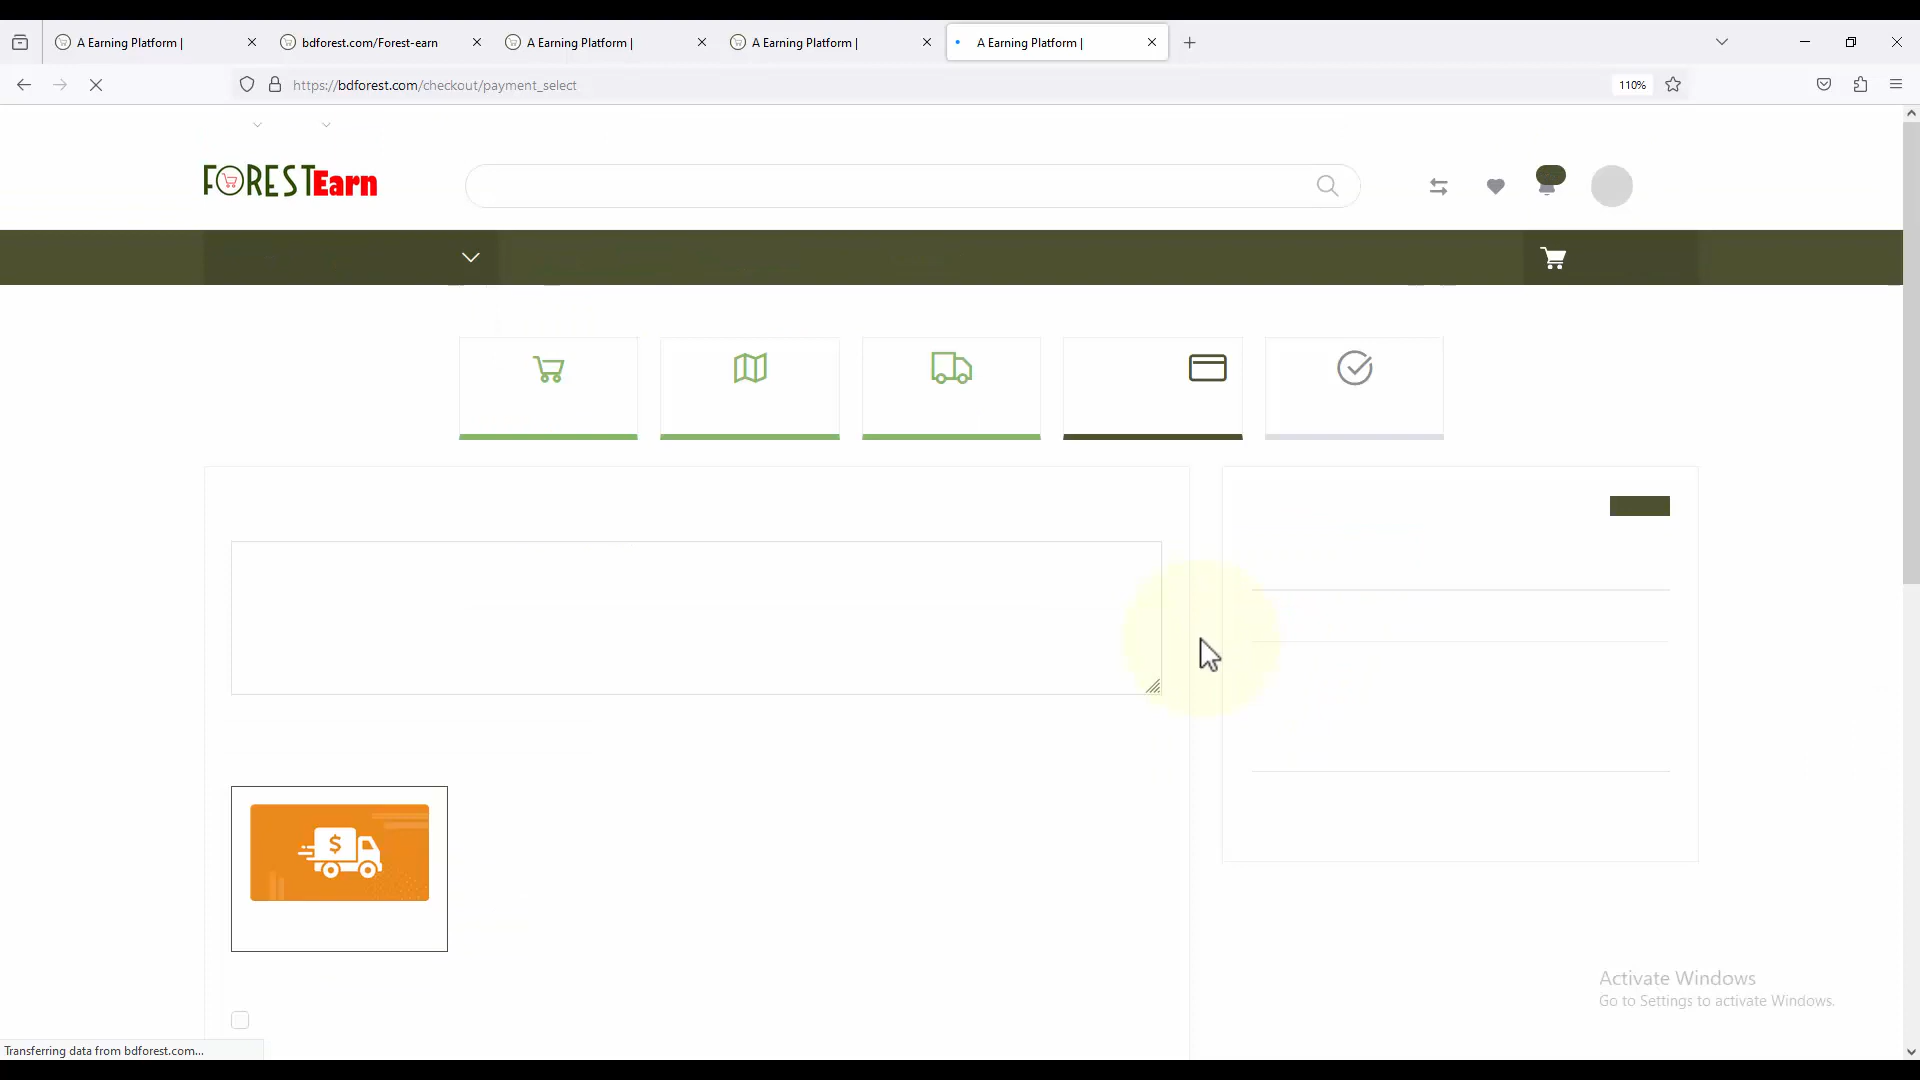 A Earning Platform |
bdforest.com/Forest-earn
A Earning Platform |
A Earning Platform |
A Earning Platform |
https://bdforest.com/checkout/payment_select
110%
FORESTEarn
$
Activate Windows
Go to Settings to activate Windows.
Transferring data from bdforest.com...